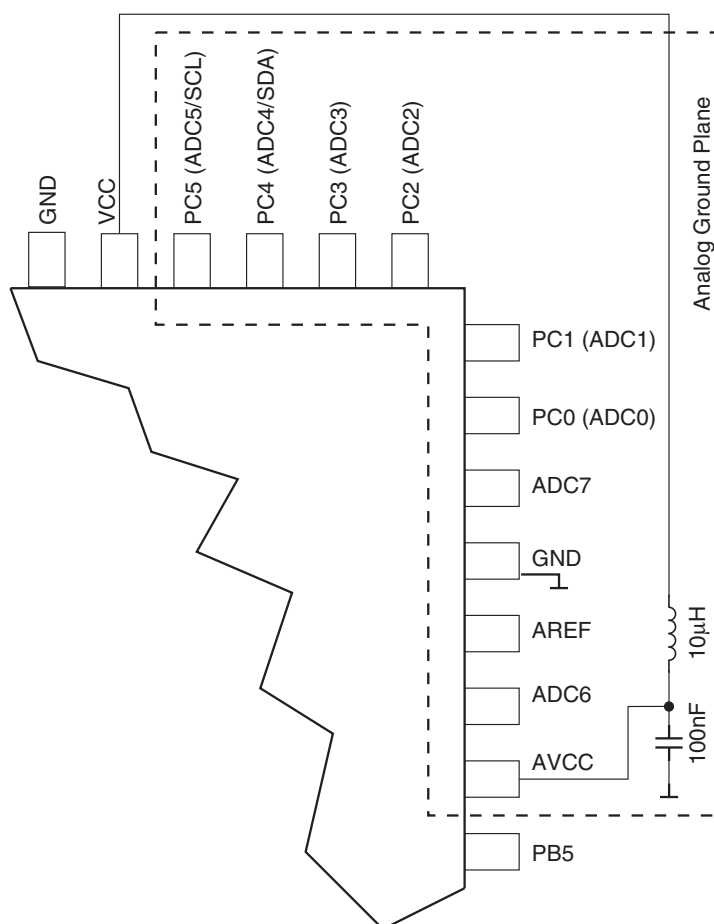 GND
VCC
PC5 (ADC5/SCL)
PC4 (ADC4/SDA)
PC3 (ADC3)
PC2 (ADC2)
Analog Ground Plane
PC1 (ADC1)
PC0 (ADC0)
ADC7
GND
AREF
10μH
ADC6
100nF
AVCC
PB5